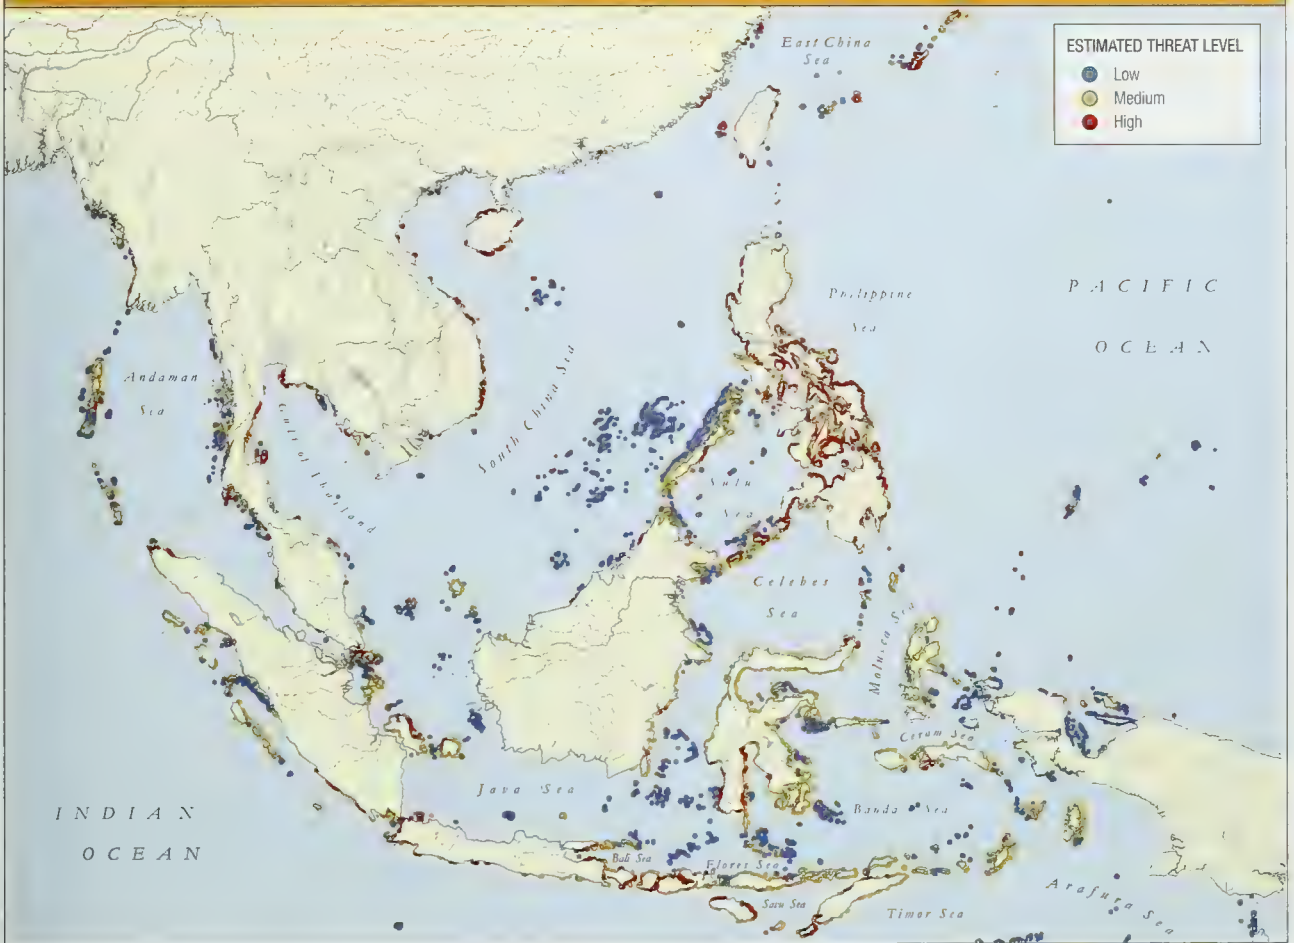 East China
Sea
ESTIMATED THREAT LEVEL
Low
Medium
High
PACIFIC
OCEAN
Philippine
Sea
Andaman
Sea
Gulf of Thailand
South China Sea
Sulu
Sea
Celebes
Sea
Molucca Sea
Ceram Sea
Java Sea
Banda Sea
INDIAN
OCEAN
Bali Sea
Flores Sea
Savu Sea
Timor Sea
Arafura Sea